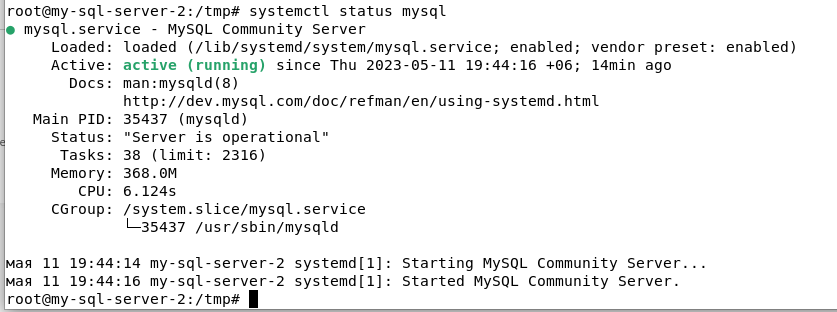 root@my-sql-server-2:/tmp# systemctl status mysql
● mysql.service - MySQL Community Server
     Loaded: loaded (/lib/systemd/system/mysql.service; enabled; vendor preset: enabled)
     Active: active (running) since Thu 2023-05-11 19:44:16 +06; 14min ago
       Docs: man:mysqld(8)
             http://dev.mysql.com/doc/refman/en/using-systemd.html
   Main PID: 35437 (mysqld)
     Status: "Server is operational"
      Tasks: 38 (limit: 2316)
     Memory: 368.0M
        CPU: 6.124s
     CGroup: /system.slice/mysql.service
             └─35437 /usr/sbin/mysqld

мая 11 19:44:14 my-sql-server-2 systemd[1]: Starting MySQL Community Server...
мая 11 19:44:16 my-sql-server-2 systemd[1]: Started MySQL Community Server.
root@my-sql-server-2:/tmp#